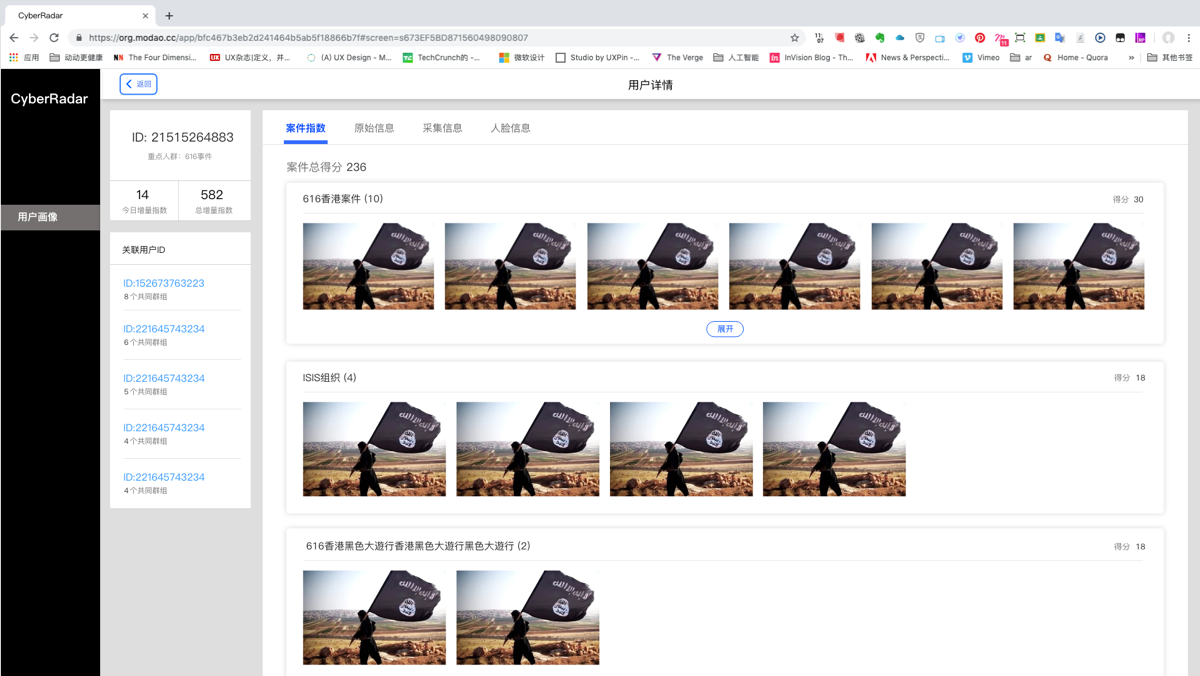 CyberRadar
https://org.modao.cc/app/bfc467b3eb2d241464b5ab5f18866b7f#screen=s673EF5BD871560498090807
应用 动动更健康 NN The Four Dimensi... UX UX杂志|定义，并... (A) UX Design – M... TechCrunch的 –... 微软设计 Studio by UXPin –... The Verge 人工智能 in InVision Blog - Th... News & Perspecti... Vimeo ar Q Home - Quora » 其他书签
CyberRadar
返回
用户详情
用户画像
ID: 21515264883
重点人群：616事件
14
今日增量指数
582
总增量指数
关联用户ID
ID:152673763223
8个共同群组
ID:221645743234
6个共同群组
ID:221645743234
5个共同群组
ID:221645743234
4个共同群组
ID:221645743234
4个共同群组
案件指数 原始信息 采集信息 人脸信息
案件总得分 236
616香港案件 (10)
得分 30
展开
ISIS组织 (4)
得分 18
616香港黑色大遊行香港黑色大遊行黑色大遊行 (2)
得分 18